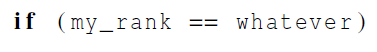 if (my_rank == whatever)